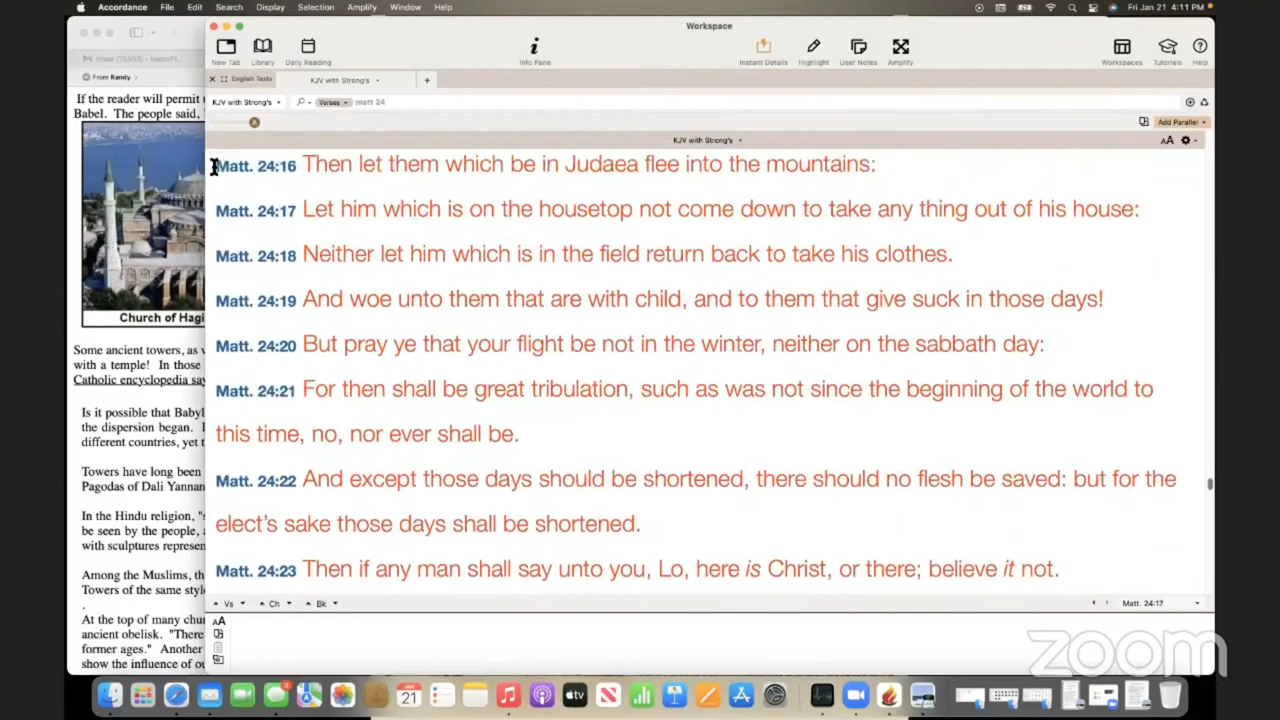 Accordance File Edit Search Display Selection Amplify Window Help Fri Jan 21 4:11 PM
Workspace
New Tab Library Daily Reading Info Pane Instant Details Highlight User Notes Amplify Workspaces Tutorials Help
English Texts KJV with Strong's
KJV with Strong's Verses matt 24
Add Parallel
KJV with Strong's
AA
Matt. 24:16 Then let them which be in Judaea flee into the mountains:
Matt. 24:17 Let him which is on the housetop not come down to take any thing out of his house:
Matt. 24:18 Neither let him which is in the field return back to take his clothes.
Matt. 24:19 And woe unto them that are with child, and to them that give suck in those days!
Matt. 24:20 But pray ye that your flight be not in the winter, neither on the sabbath day:
Matt. 24:21 For then shall be great tribulation, such as was not since the beginning of the world to
this time, no, nor ever shall be.
Matt. 24:22 And except those days should be shortened, there should no flesh be saved: but for the
elect's sake those days shall be shortened.
Matt. 24:23 Then if any man shall say unto you, Lo, here is Christ, or there; believe it not.
Vs Ch Bk Matt. 24:17
AA
From Randy
If the reader will permit
Babel. The people said,
Church of Hagi
Some ancient towers, as
with a temple! In those
Catholic encyclopedia say
Is it possible that Babyl
the dispersion began.
different countries, yet
Towers have long been
Pagodas of Dali Yannan
In the Hindu religion,
be seen by the people,
with sculptures represen
Among the Muslims, th
Towers of the same styl
At the top of many chur
ancient obelisk. "There
former ages." Another
show the influence of ou
JAN
21
tv
zoom